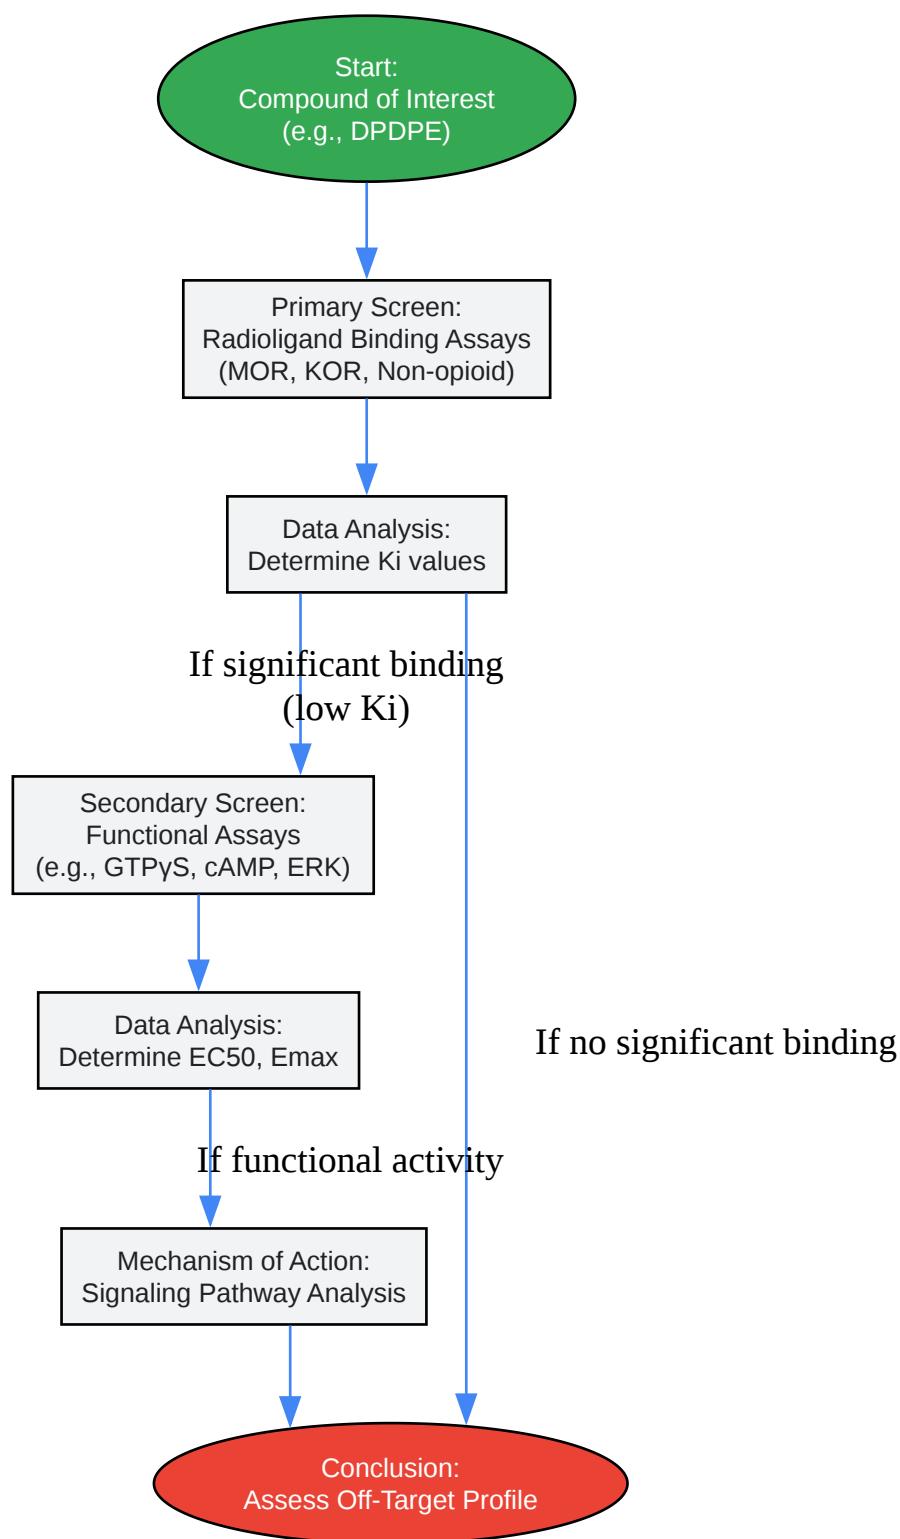 Start:
Compound of Interest
(e.g., DPDPE)
Primary Screen:
Radioligand Binding Assays
(MOR, KOR, Non-opioid)
Data Analysis:
Determine Ki values
If significant binding
(low Ki)
Secondary Screen:
Functional Assays
(e.g., GTPγS, cAMP, ERK)
Data Analysis:
Determine EC50, Emax
If no significant binding
If functional activity
Mechanism of Action:
Signaling Pathway Analysis
Conclusion:
Assess Off-Target Profile